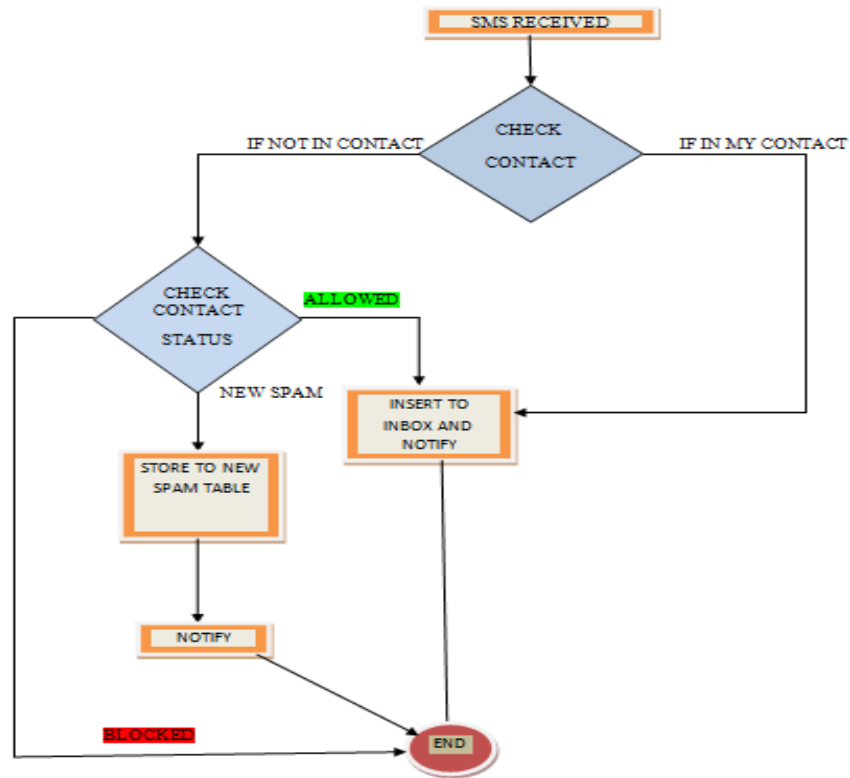 SMS RECEIVED
CHECK
CONTACT
IF NOT IN CONTACT
IF IN MY CONTACT
CHECK
CONTACT
STATUS
ALLOWED
NEW SPAM
INSERT TO
INBOX AND
NOTIFY
STORE TO NEW
SPAM TABLE
NOTIFY
BLOCKED
END